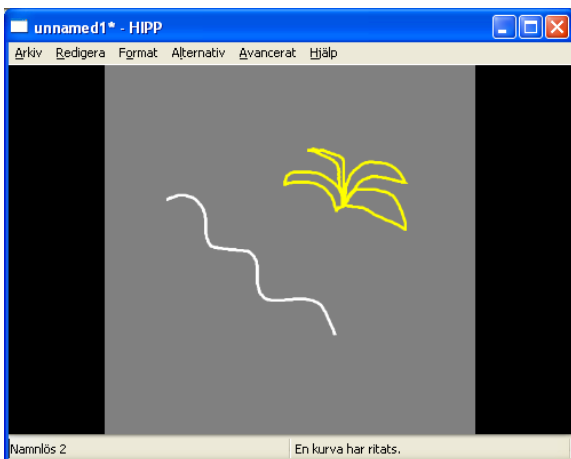 unnamed1* - HIPP
Arkiv Redigera Format Alternativ Avancerat Hjälp
Namnlös 2 En kurva har ritats.